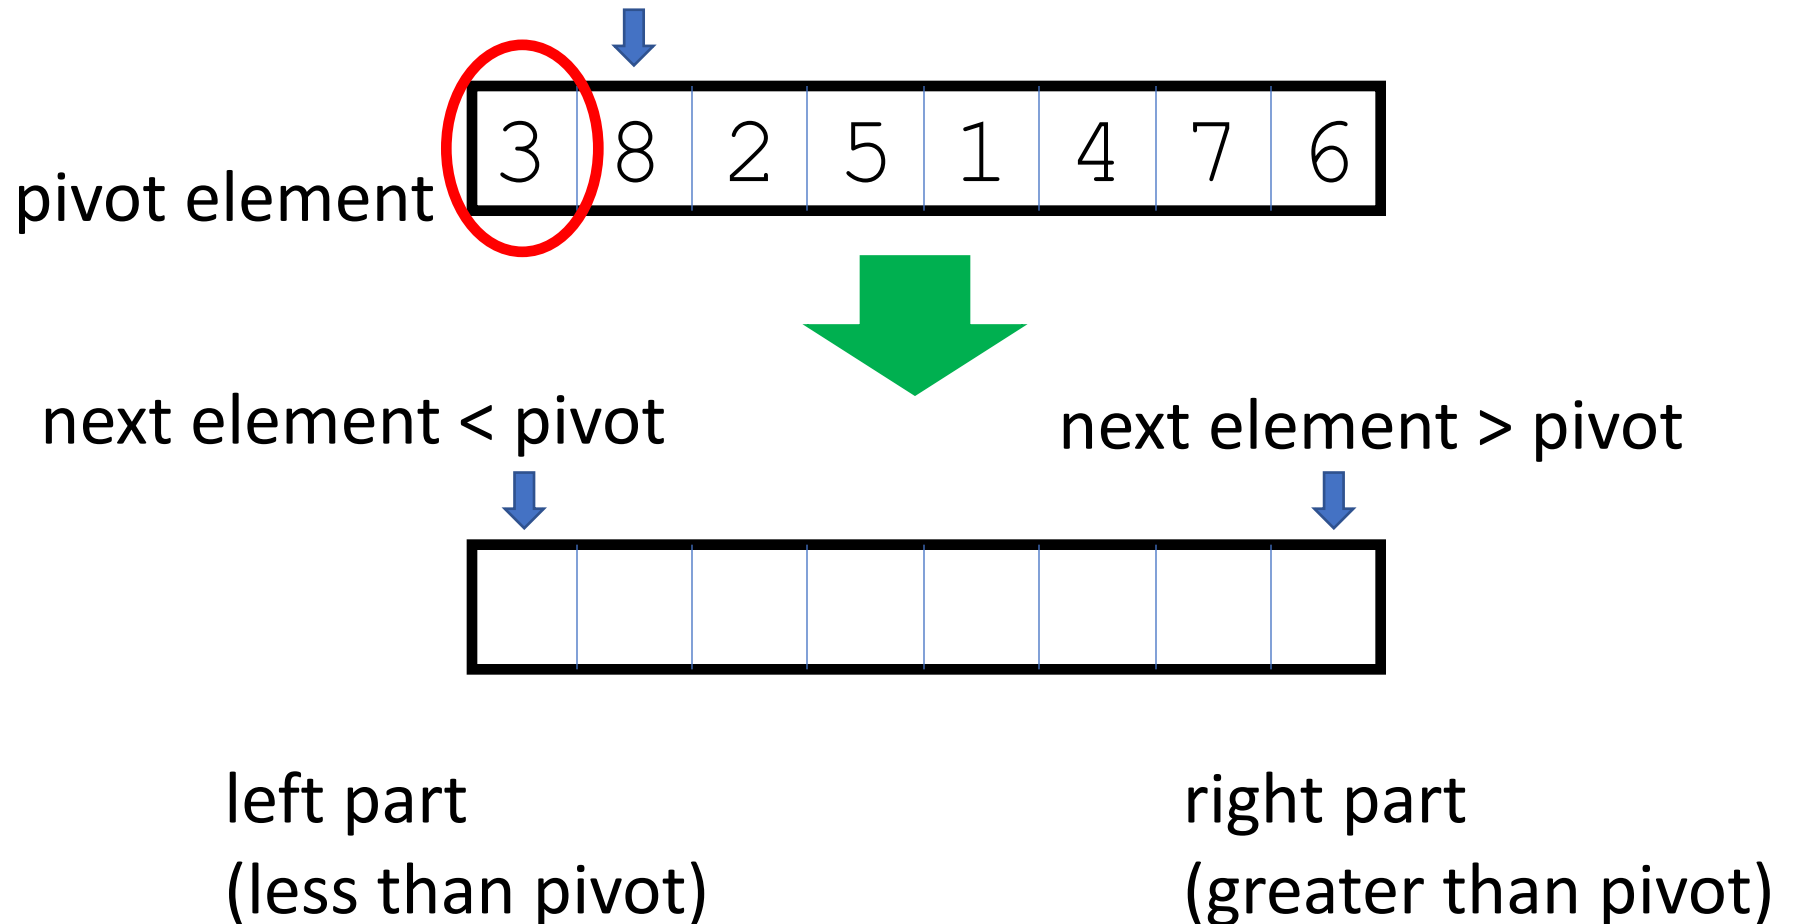 3 8 2 5 1 4 7 6
pivot element
next element < pivot
next element > pivot
left part
(less than pivot)
right part
(greater than pivot)